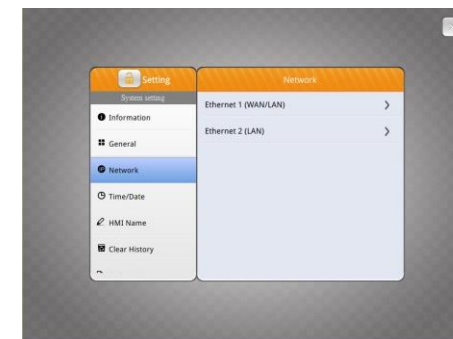 Setting
System setting
Information
General
Network
Time/Date
HMI Name
Clear History
Network
Ethernet 1 (WAN/LAN)
Ethernet 2 (LAN)